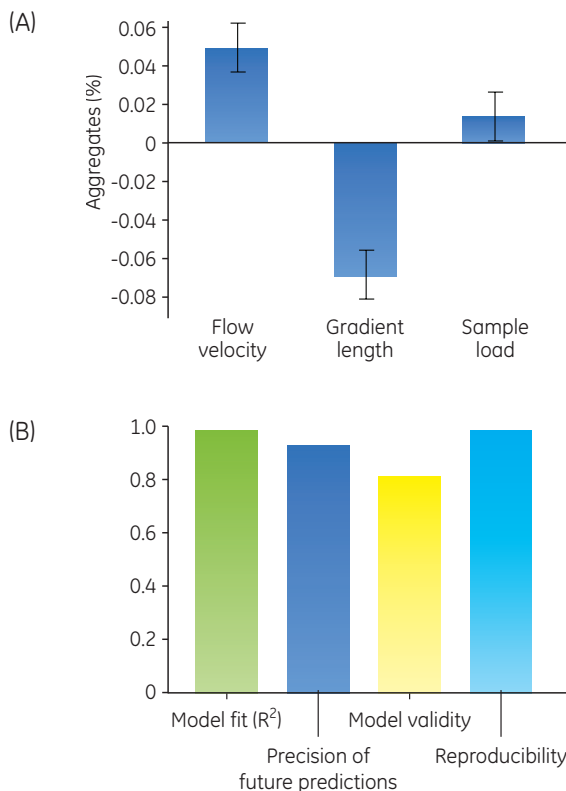 (A)
Aggregates (%)
0.06
0.04
0.02
0
-0.02
-0.04
-0.06
-0.08
Flow
velocity
Gradient
length
Sample
load
(B)
1.0
0.8
0.6
0.4
0.2
0
Model fit (R²)
Precision of
future predictions
Model validity
Reproducibility